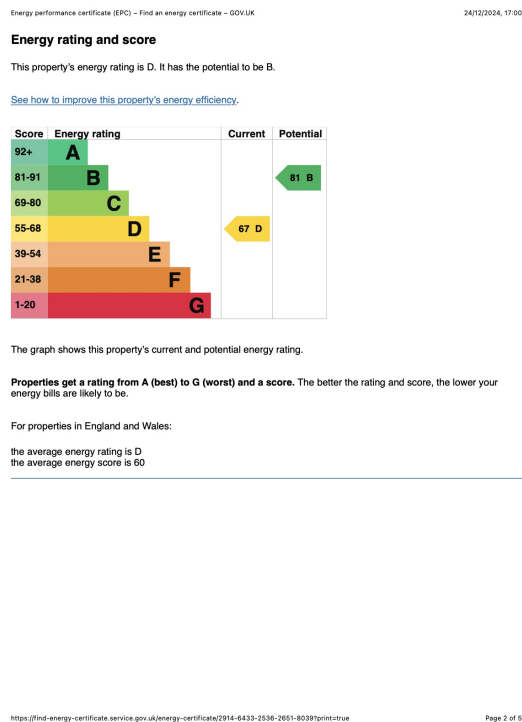 Energy performance certificate (EPC) – Find an energy certificate – GOV.UK 24/12/2024, 17:00
Energy rating and score
This property's energy rating is D. It has the potential to be B.
See how to improve this property's energy efficiency.
Score Energy rating Current Potential
92+ A
81-91 B 81 B
69-80 C
55-68 D 67 D
39-54 E
21-38 F
1-20 G
The graph shows this property's current and potential energy rating.
Properties get a rating from A (best) to G (worst) and a score. The better the rating and score, the lower your
energy bills are likely to be.
For properties in England and Wales:
the average energy rating is D
the average energy score is 60
https://find-energy-certificate.service.gov.uk/energy-certificate/2914-6433-2536-2651-8039?print=true Page 2 of 5